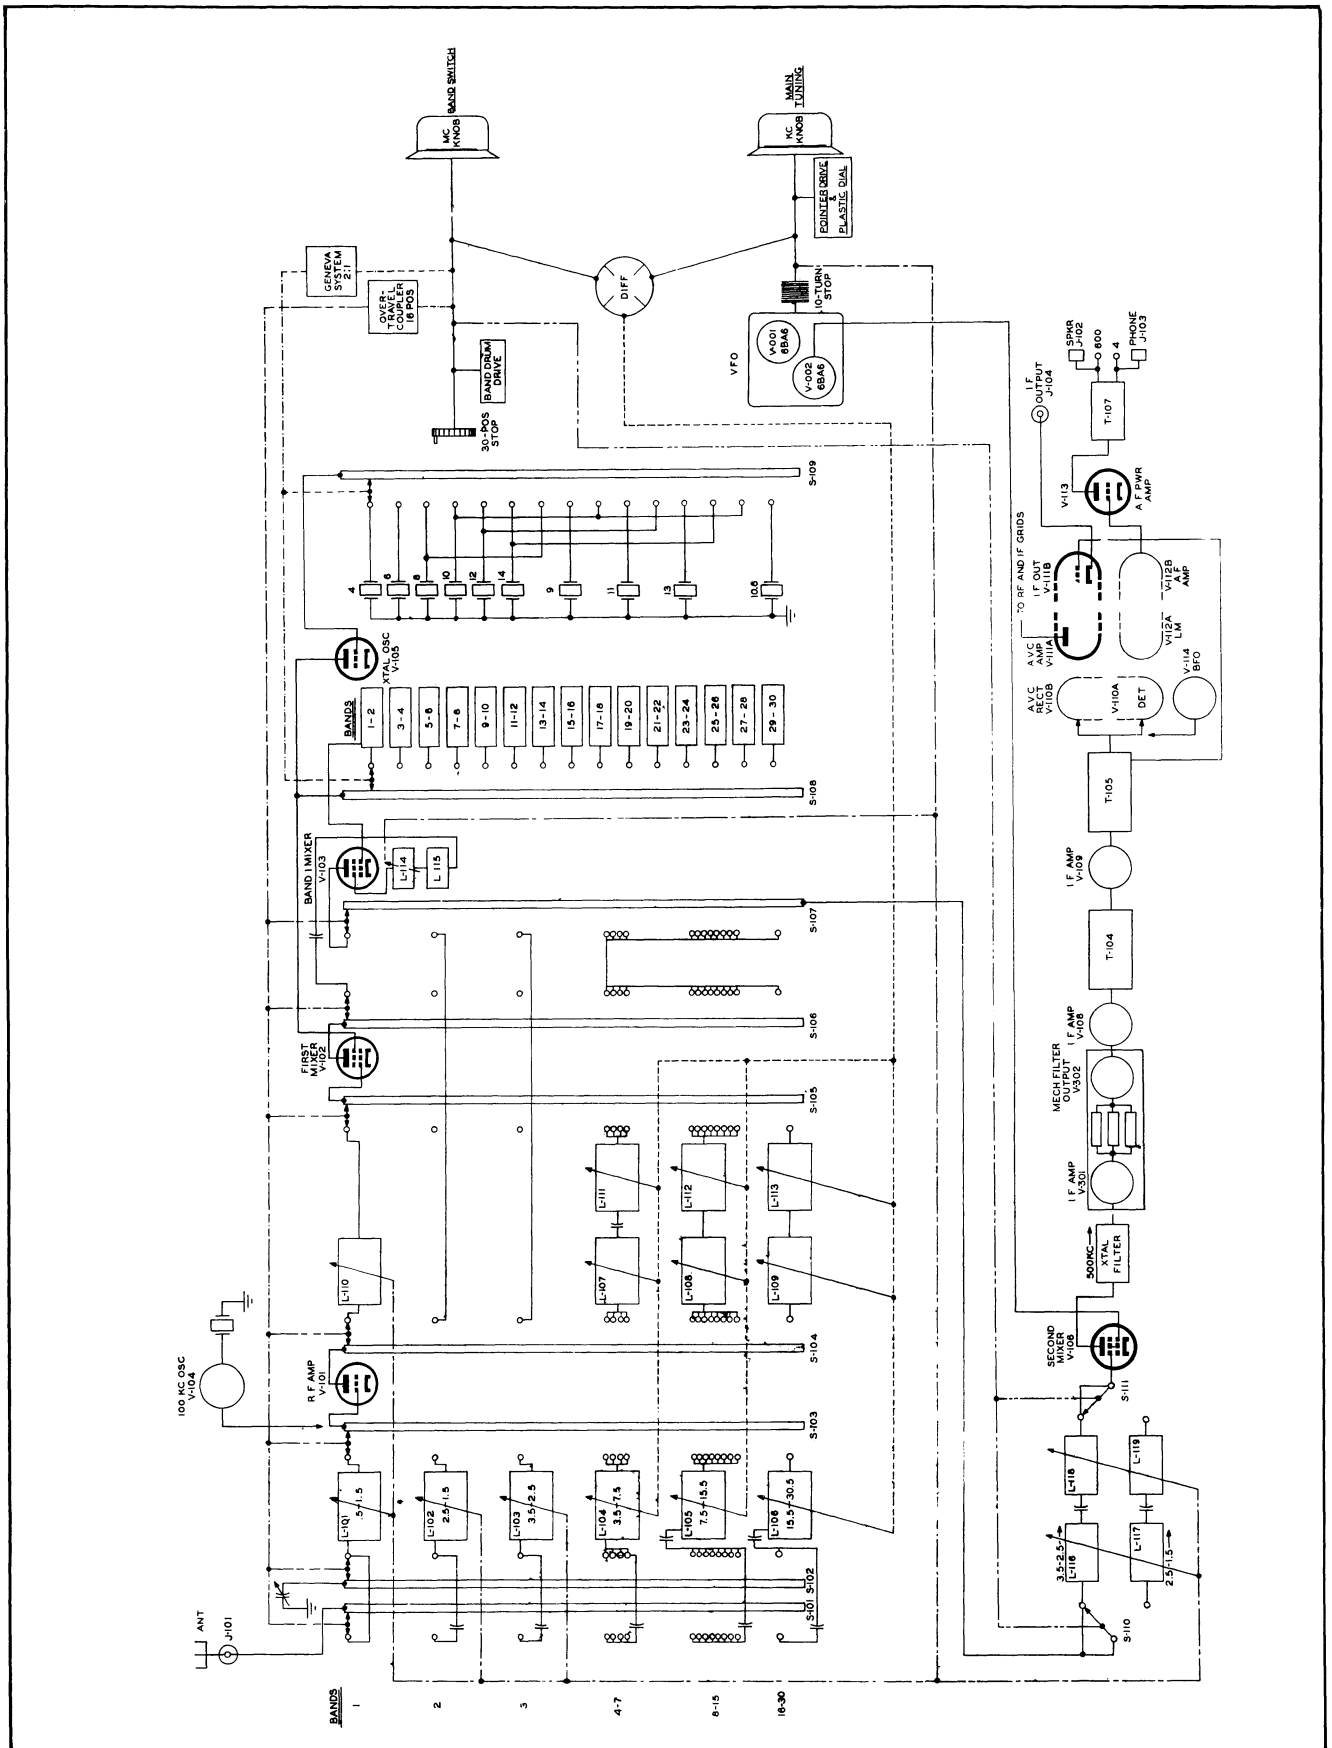 BAND SWITCH
MC
KNOB
MAIN
TUNING
KC
KNOB
POINTER DRIVE
&
PLASTIC DIAL
GENEVA
SYSTEM
2:1
OVER-
TRAVEL
COUPLER
16 POS
BAND DRUM
DRIVE
30-POS
STOP
DIFF
10-TURN
STOP
VFO
V-001
6BA6
V-002
6BA6
S-109
4
6
8
10
12
14
9
11
13
10.6
XTAL OSC
V-105
BANDS
1-2
3-4
5-6
7-8
9-10
11-12
13-14
15-16
17-18
19-20
21-22
23-24
25-26
27-28
29-30
S-108
BAND I MIXER
V-103
L-114
L 115
S-107
S-106
FIRST
MIXER
V-102
S-105
L-110
L-111
L-112
L-113
L-107
L-108
L-109
100 KC OSC
V-104
R F AMP
V-101
S-104
S-103
L-101
.5-1.5
L-102
2.5-1.5
L-103
3.5-2.5
L-104
3.5-7.5
L-105
7.5-15.5
L-106
15.5-30.5
S-102
S-101
ANT
J-101
BANDS
1
2
3
4-7
8-15
16-30
SPKR
J-102
600
4
PHONE
J-103
T-107
I F
OUTPUT
J-104
V-113
A F PWR
AMP
TO RF AND IF GRIDS
I F OUT
V-111B
A V C
AMP
V-111A
V-112B
A F
AMP
V-112A
LM
A V C
RECT
V-110B
V-110A
DET
V-114
BFO
T-105
I F AMP
V-109
T-104
I F AMP
V-108
MECH FILTER
OUTPUT
V-302
I F AMP
V-301
500KC
XTAL
FILTER
SECOND
MIXER
V-106
S-111
L-118
L-119
3.5-2.5
L-116
L-117
2.5-1.5
S-110